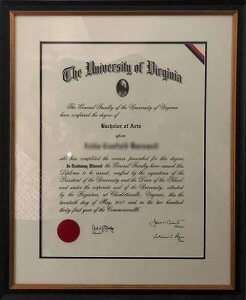 The University of Virginia
The General Faculty of the University of Virginia
have conferred the degree of
Bachelor of Arts
upon
who has completed the courses prescribed for this degree.
In Testimony Whereof the General Faculty have caused this
Diploma to be issued, verified by the signatures of the
President of the University and the Dean of the School,
and under the corporate seal of the University, attested
by the Registrar, at Charlottesville, Virginia, this the
twentieth day of May 2007 and in the two hundred
thirty-first year of the Commonwealth.